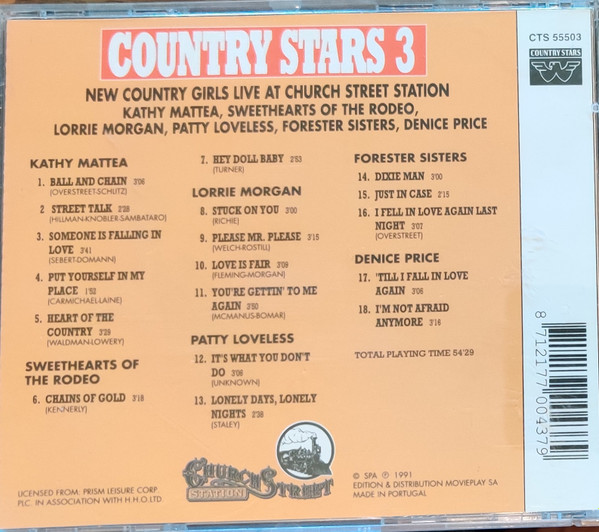 COUNTRY STARS 3
CTS 55503
COUNTRY STARS
NEW COUNTRY GIRLS LIVE AT CHURCH STREET STATION
KATHY MATTEA, SWEETHEARTS OF THE RODEO,
LORRIE MORGAN, PATTY LOVELESS, FORESTER SISTERS, DENICE PRICE
KATHY MATTEA
1. BALL AND CHAIN 3'06
(OVERSTREET-SCHLITZ)
2 STREET TALK 2'28
(HILLMAN-KNOBLER-SAMBATARO)
3. SOMEONE IS FALLING IN
LOVE 3'41
(SEBERT-DOMANN)
4. PUT YOURSELF IN MY
PLACE 1'52
(CARMICHAEL-LAINE)
5. HEART OF THE
COUNTRY 3'29
(WALDMAN-LOWERY)
SWEETHEARTS OF
THE RODEO
6. CHAINS OF GOLD 3'18
(KENNERLY)
7. HEY DOLL BABY 2'53
(TURNER)
LORRIE MORGAN
8. STUCK ON YOU 3'00
(RICHIE)
9. PLEASE MR. PLEASE 3'15
(WELCH-ROSTILL)
10. LOVE IS FAIR 3'09
(FLEMING-MORGAN)
11. YOU'RE GETTIN' TO ME
AGAIN 3'50
(MCMANUS-BOMAR)
PATTY LOVELESS
12. IT'S WHAT YOU DON'T
DO 3'08
(UNKNOWN)
13. LONELY DAYS, LONELY
NIGHTS 2'38
(STALEY)
FORESTER SISTERS
14. DIXIE MAN 3'00
15. JUST IN CASE 2'15
16. I FELL IN LOVE AGAIN LAST
NIGHT 3'07
(OVERSTREET)
DENICE PRICE
17. 'TILL I FALL IN LOVE
AGAIN 3'06
18. I'M NOT AFRAID
ANYMORE 3'16
TOTAL PLAYING TIME 54'29
8 712177 004379
CHURCH STREET
STATION
LICENSED FROM: PRISM LEISURE CORP.
PLC. IN ASSOCIATION WITH H.H.O. LTD.
© SPA ℗ 1991
EDITION & DISTRIBUTION MOVIEPLAY SA
MADE IN PORTUGAL